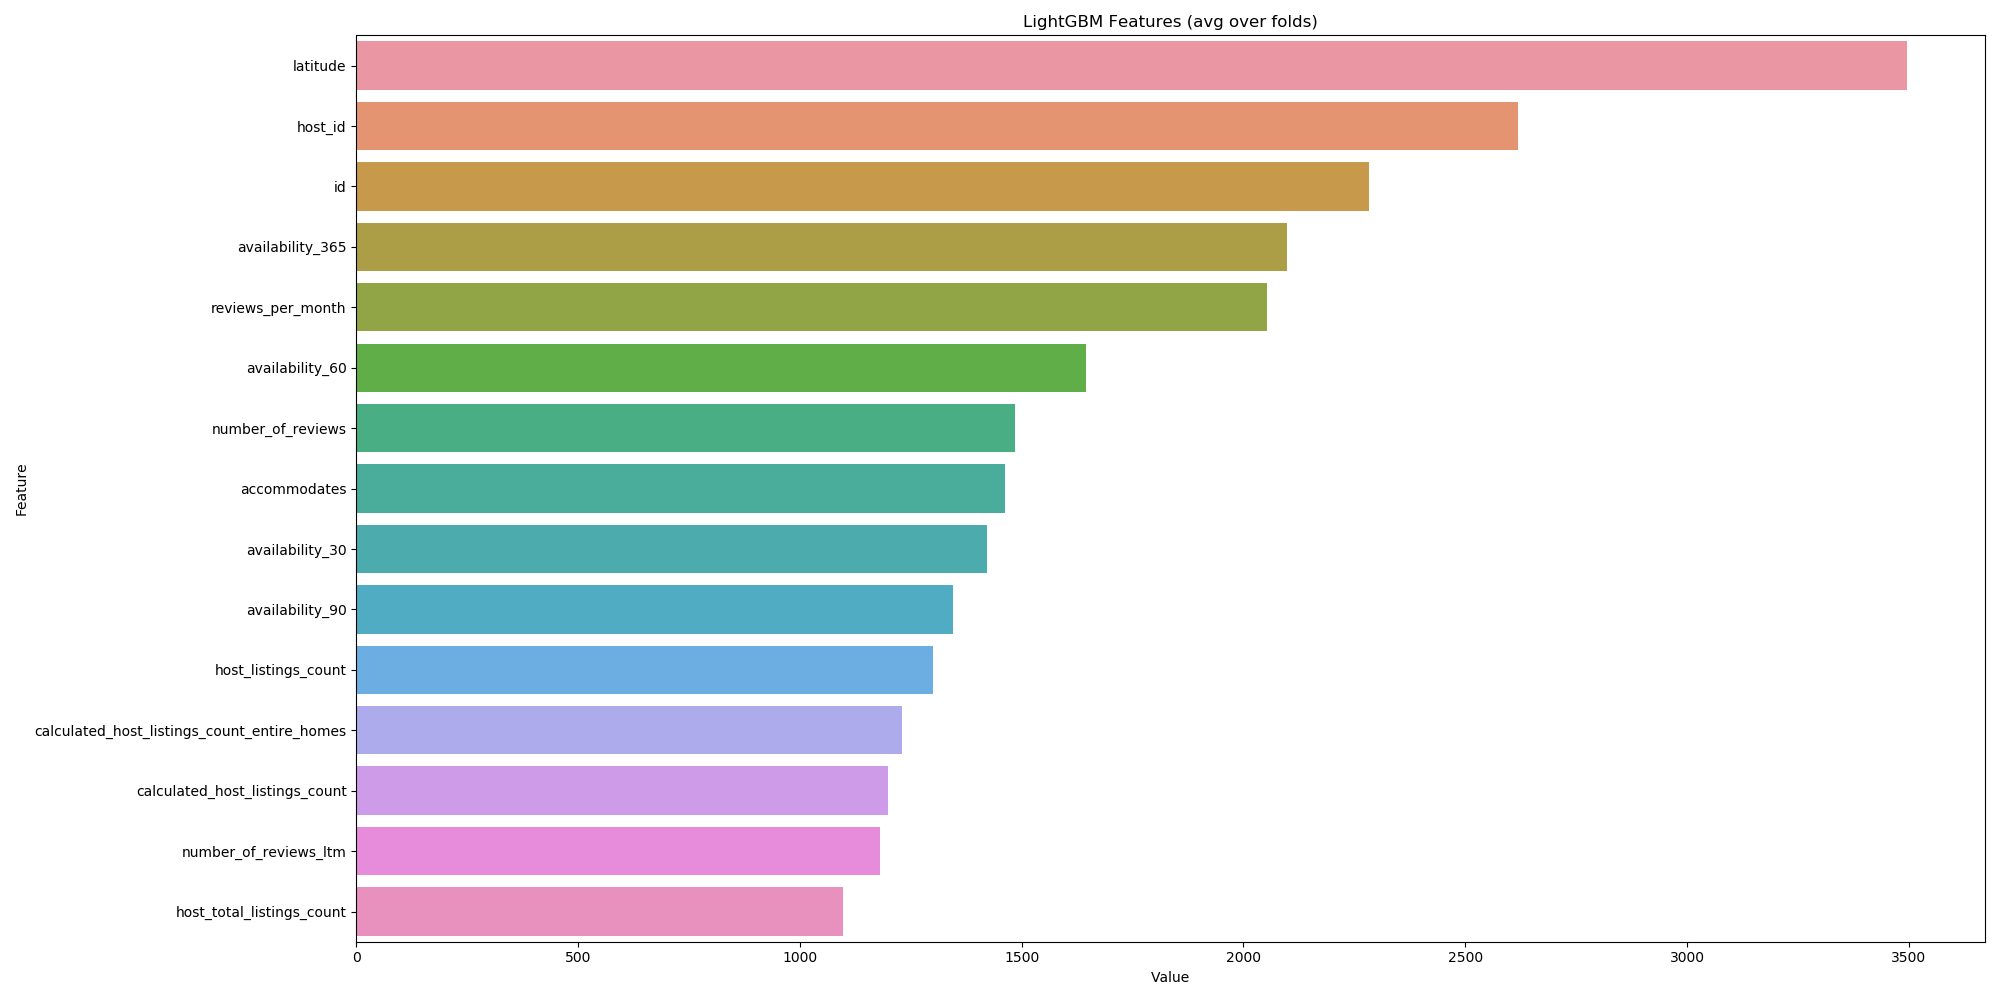 LightGBM Features (avg over folds)
Feature
latitude
host_id
id
availability_365
reviews_per_month
availability_60
number_of_reviews
accommodates
availability_30
availability_90
host_listings_count
calculated_host_listings_count_entire_homes
calculated_host_listings_count
number_of_reviews_ltm
host_total_listings_count
0 500 1000 1500 2000 2500 3000 3500
Value